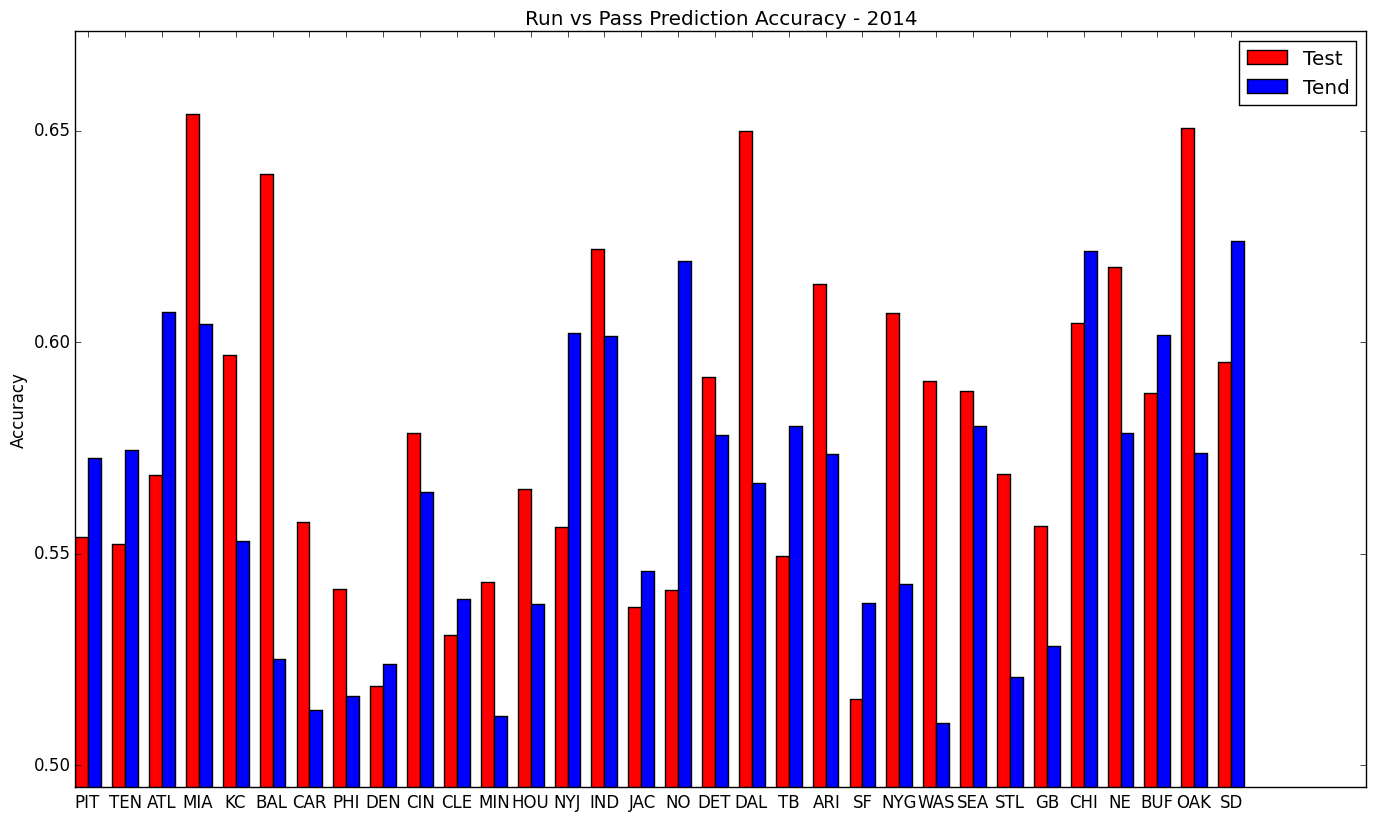 Run vs Pass Prediction Accuracy - 2014
Test
Tend
0.65
0.60
0.55
0.50
Accuracy
PIT TEN ATL MIA KC BAL CAR PHI DEN CIN CLE MIN HOU NYJ IND JAC NO DET DAL TB ARI SF NYG WAS SEA STL GB CHI NE BUF OAK SD